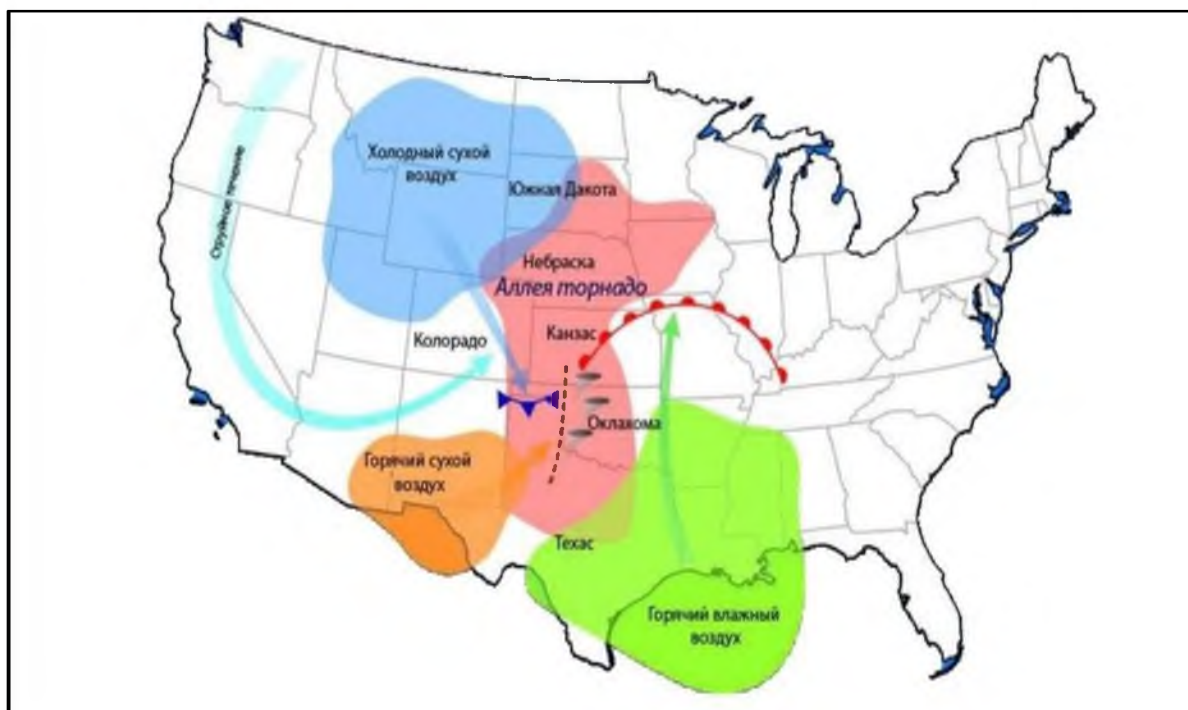 Струйное течение
Холодный сухой
воздух
Южная Дакота
Небраска
Аллея торнадо
Канзас
Колорадо
Оклахома
Горячий сухой
воздух
Техас
Горячий влажный
воздух